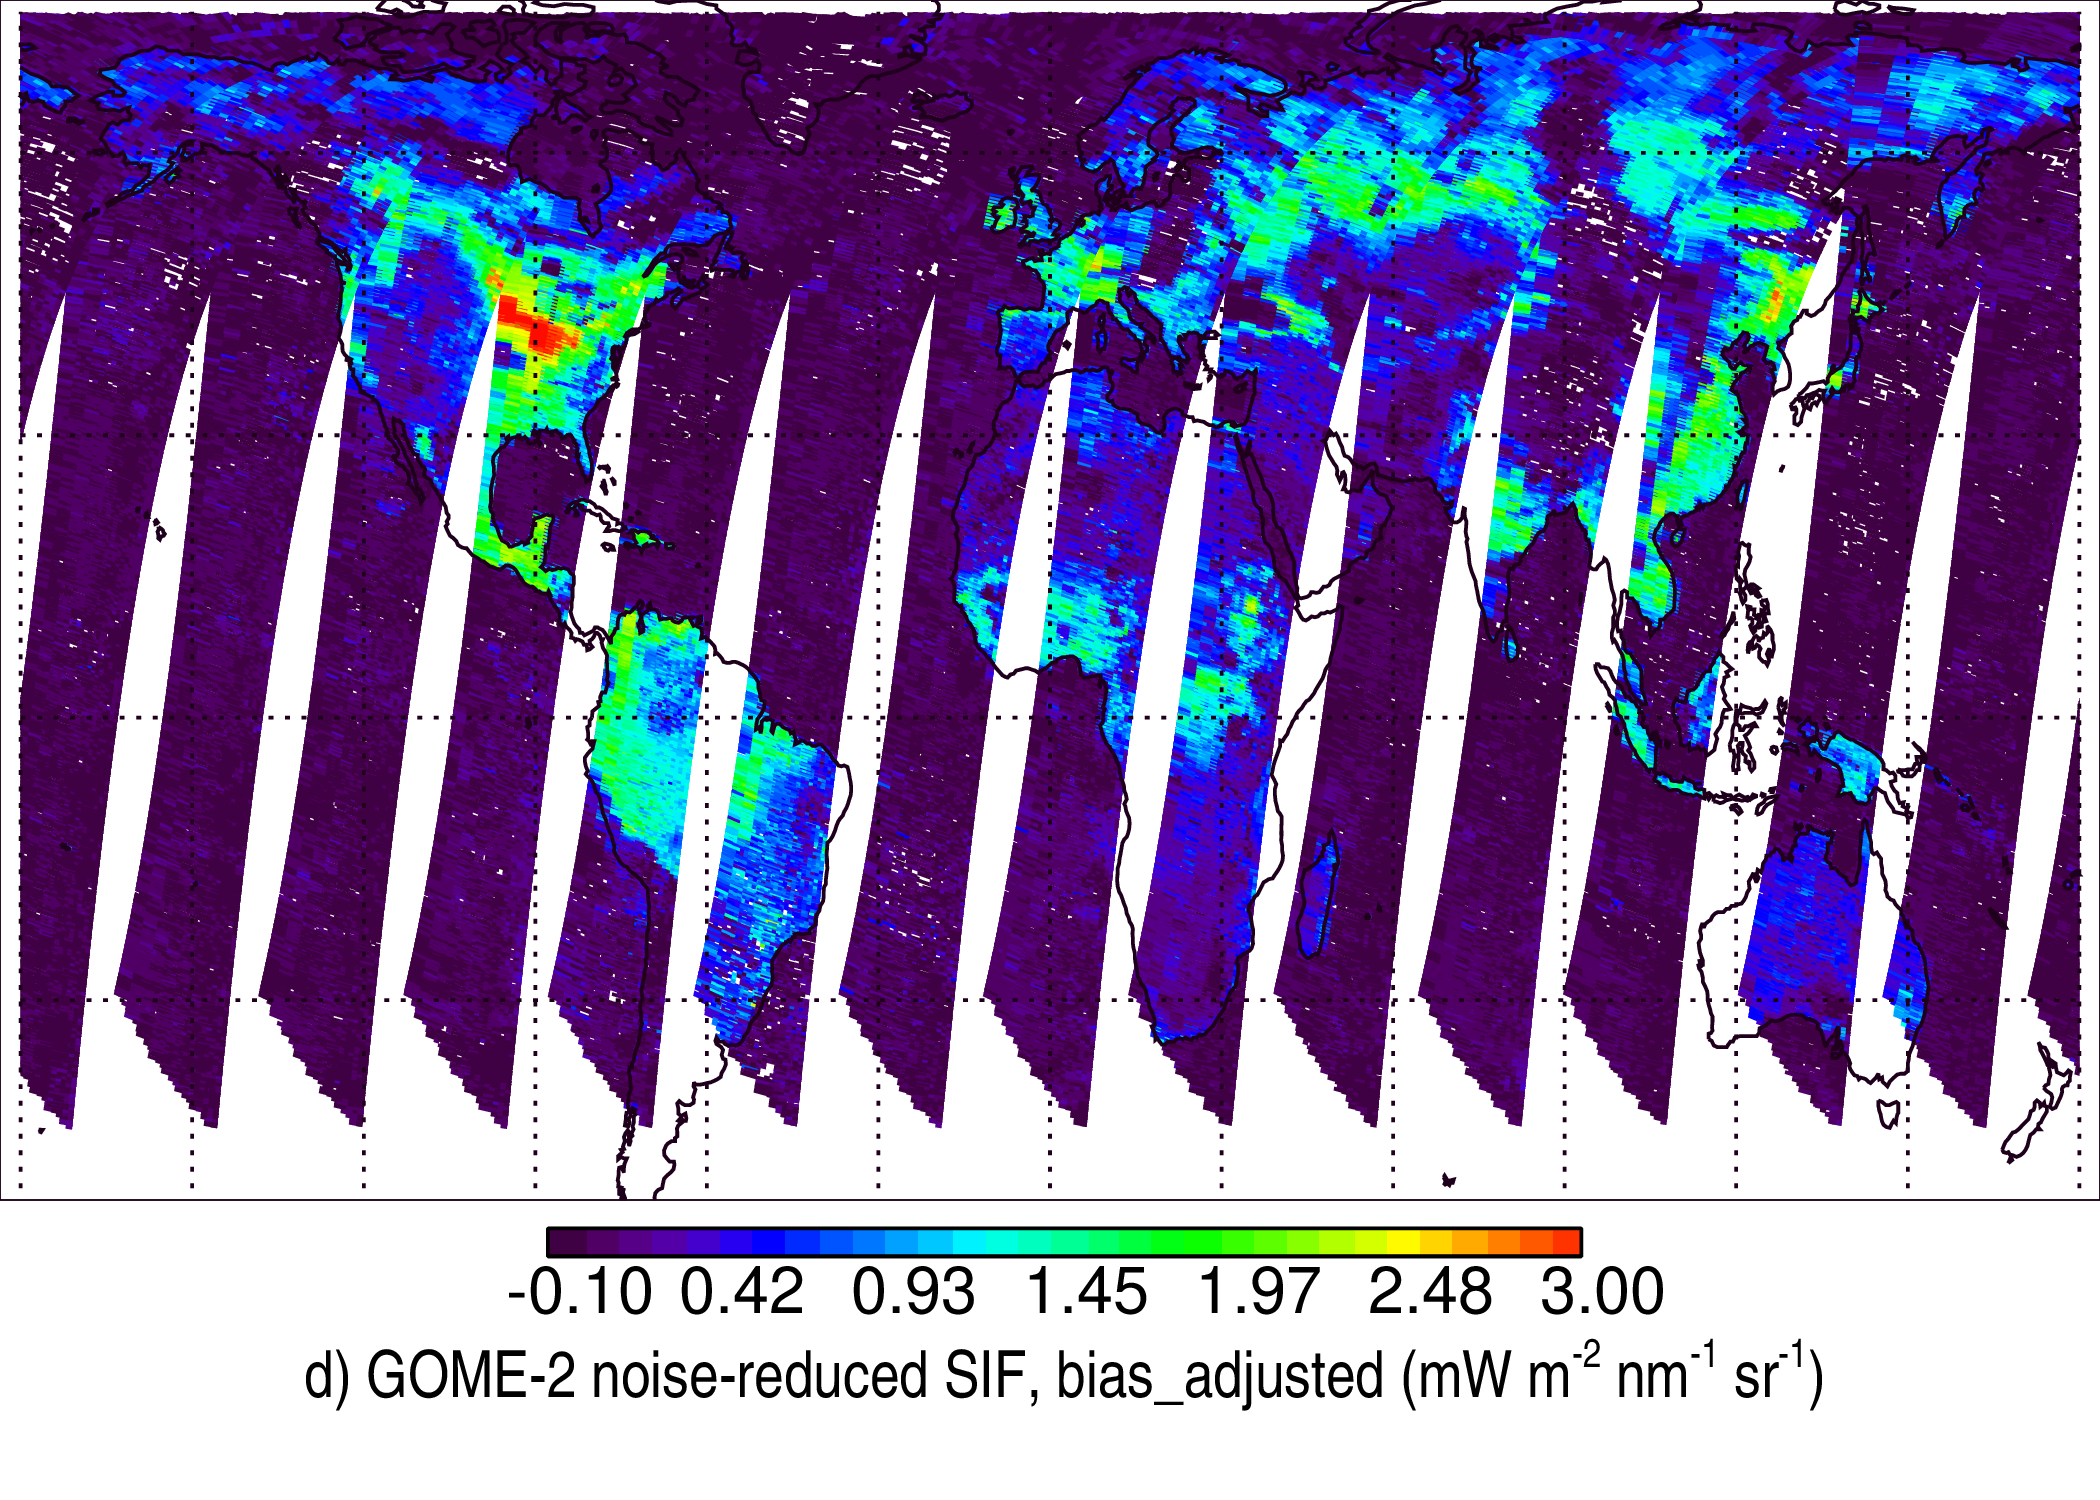 -0.10 0.42 0.93 1.45 1.97 2.48 3.00
d) GOME-2 noise-reduced SIF, bias_adjusted (mW m⁻² nm⁻¹ sr⁻¹)